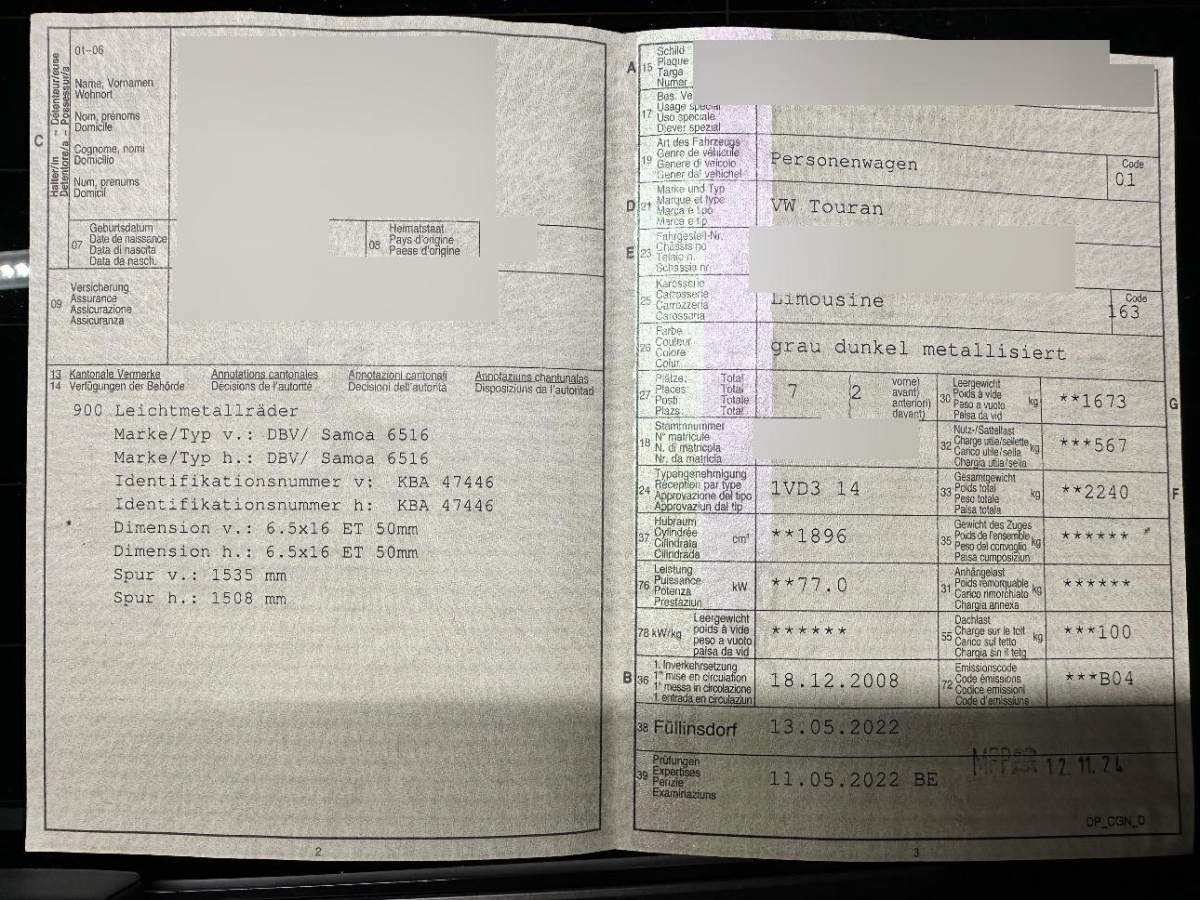 Halter/in – Détenteur/euse
Detentore/a – Possessur/a
C
01–06
Name, Vornamen
Wohnort
Nom, prénoms
Domicile
Cognome, nomi
Domicilio
Num, prenums
Domicil
07
Geburtsdatum
Date de naissance
Data di nascita
Data da nasch.
08
Heimatstaat
Pays d'origine
Paese d'origine
09
Versicherung
Assurance
Assicurazione
Assicuranza
13 Kantonale Vermerke Annotations cantonales Annotazioni cantonali Annotaziuns chantunalas
14 Verfügungen der Behörde Décisions de l'autorité Decisioni dell'autorità Disposiziuns da l'autoritad
900 Leichtmetallräder
Marke/Typ v.: DBV/ Samoa 6516
Marke/Typ h.: DBV/ Samoa 6516
Identifikationsnummer v: KBA 47446
Identifikationsnummer h: KBA 47446
Dimension v.: 6.5x16 ET 50mm
Dimension h.: 6.5x16 ET 50mm
Spur v.: 1535 mm
Spur h.: 1508 mm
2
A 15
Schild
Plaque
Targa
Numer
17
Bes. Ve
Usage spécial
Uso speciale
Diever spezial
19
Art des Fahrzeugs
Genre de véhicule
Genere di veicolo
Gener dal vehichel
Personenwagen
Code
01
D 21
Marke und Typ
Marque et type
Marca e tipo
Marca e tip
VW Touran
E 23
Fahrgestell-Nr.
Châssis no
Telaio n.
Schassis nr.
25
Karosserie
Carrosserie
Carrozzeria
Carossaria
Limousine
Code
163
26
Farbe
Couleur
Colore
Colur
grau dunkel metallisiert
27
Plätze: Total
Places: Total
Posti: Totale
Plazs: Total
7 2
vorne)
avant)
anteriori)
davant)
30
Leergewicht
Poids à vide
Peso a vuoto
Paisa da vid
kg
**1673
G
18
Stammnummer
N° matricule
N. di matricola
Nr. da matricla
32
Nutz-/Sattellast
Charge utile/sellette
Carico utile/sella
Chargia utila/sella
kg
***567
24
Typengenehmigung
Réception par type
Approvazione del tipo
Approvaziun dal tip
1VD3 14
33
Gesamtgewicht
Poids total
Peso totale
Paisa totala
kg
**2240
F
37
Hubraum
Cylindrée
Cilindrata
Cilindrada
cm³
**1896
35
Gewicht des Zuges
Poids de l'ensemble
Peso del convoglio
Paisa cumposiziun
kg
******
76
Leistung
Puissance
Potenza
Prestaziun
kW
**77.0
31
Anhängelast
Poids remorquable
Carico rimorchiato
Chargia annexa
kg
******
78 kW/kg
Leergewicht
poids à vide
peso a vuoto
paisa da vid
******
55
Dachlast
Charge sur le toit
Carico sul tetto
Chargia sin il tetg
kg
***100
B 36
1. Inverkehrsetzung
1re mise en circulation
1a messa in circolazione
1. entrada en circulaziun
18.12.2008
72
Emissionscode
Code émissions
Codice emissioni
Code d'emissiuns
***B04
38 Füllinsdorf 13.05.2022
39
Prüfungen
Expertises
Perizie
Examinaziuns
11.05.2022 BE
12.11.24
DP_CGN_D
3